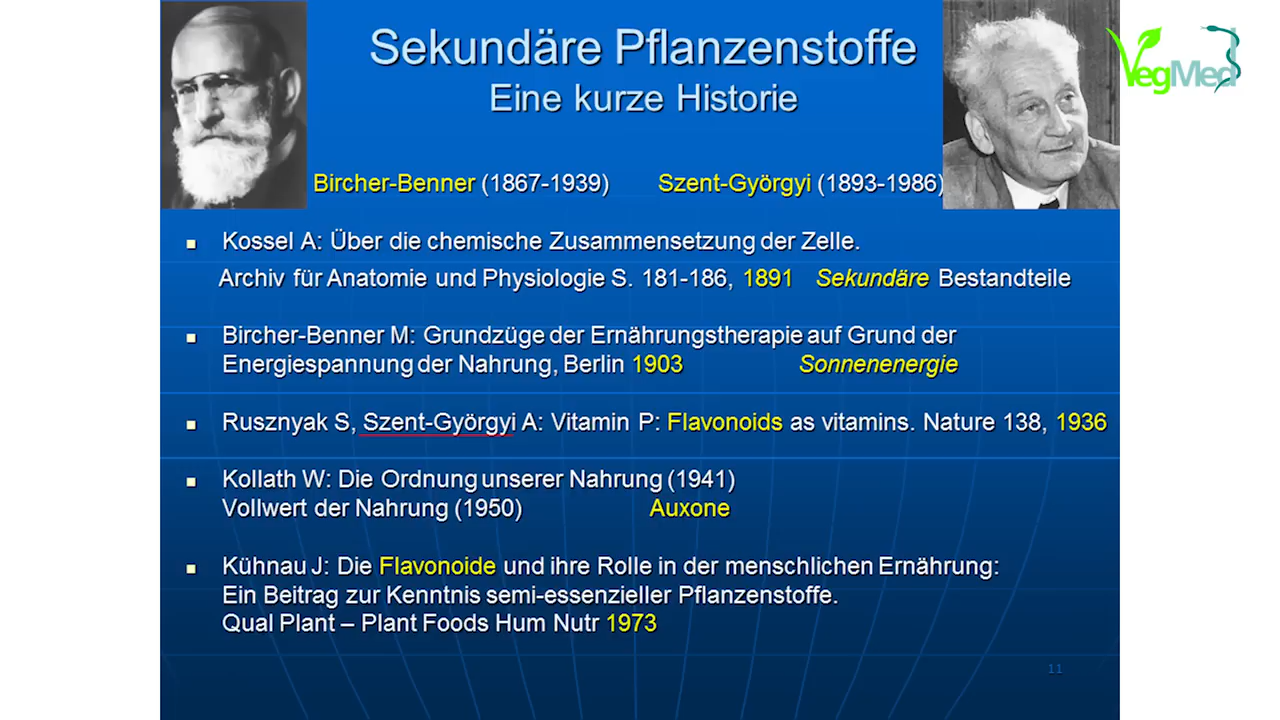 Sekundäre Pflanzenstoffe
Eine kurze Historie
VegMed
Bircher-Benner (1867-1939) Szent-Györgyi (1893-1986)
Kossel A: Über die chemische Zusammensetzung der Zelle.
Archiv für Anatomie und Physiologie S. 181-186, 1891 Sekundäre Bestandteile
Bircher-Benner M: Grundzüge der Ernährungstherapie auf Grund der
Energiespannung der Nahrung, Berlin 1903 Sonnenenergie
Rusznyak S, Szent-Györgyi A: Vitamin P: Flavonoids as vitamins. Nature 138, 1936
Kollath W: Die Ordnung unserer Nahrung (1941)
Vollwert der Nahrung (1950) Auxone
Kühnau J: Die Flavonoide und ihre Rolle in der menschlichen Ernährung:
Ein Beitrag zur Kenntnis semi-essenzieller Pflanzenstoffe.
Qual Plant – Plant Foods Hum Nutr 1973
11